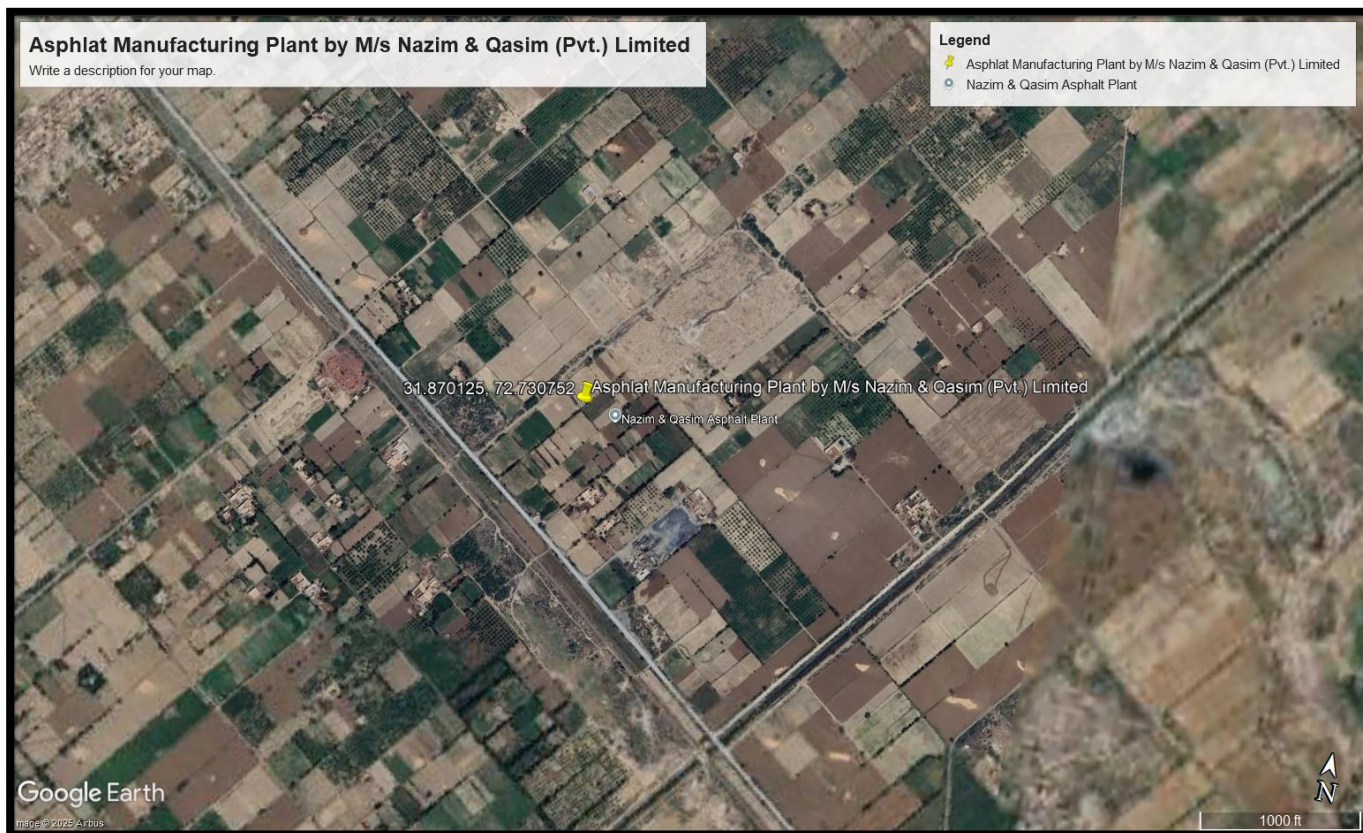 Asphlat Manufacturing Plant by M/s Nazim & Qasim (Pvt.) Limited
Write a description for your map.
Legend
Asphlat Manufacturing Plant by M/s Nazim & Qasim (Pvt.) Limited
Nazim & Qasim Asphalt Plant
31.870125, 72.730752 Asphlat Manufacturing Plant by M/s Nazim & Qasim (Pvt.) Limited
Nazim & Qasim Asphalt Plant
Google Earth
mage © 2025 Airbus
N
1000 ft